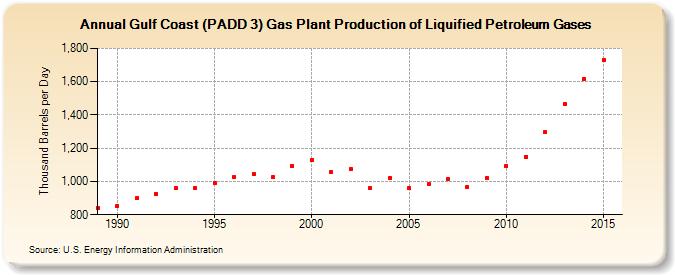 Annual Gulf Coast (PADD 3) Gas Plant Production of Liquified Petroleum Gases
Thousand Barrels per Day
1,800
1,600
1,400
1,200
1,000
800
1990 1995 2000 2005 2010 2015
Source: U.S. Energy Information Administration